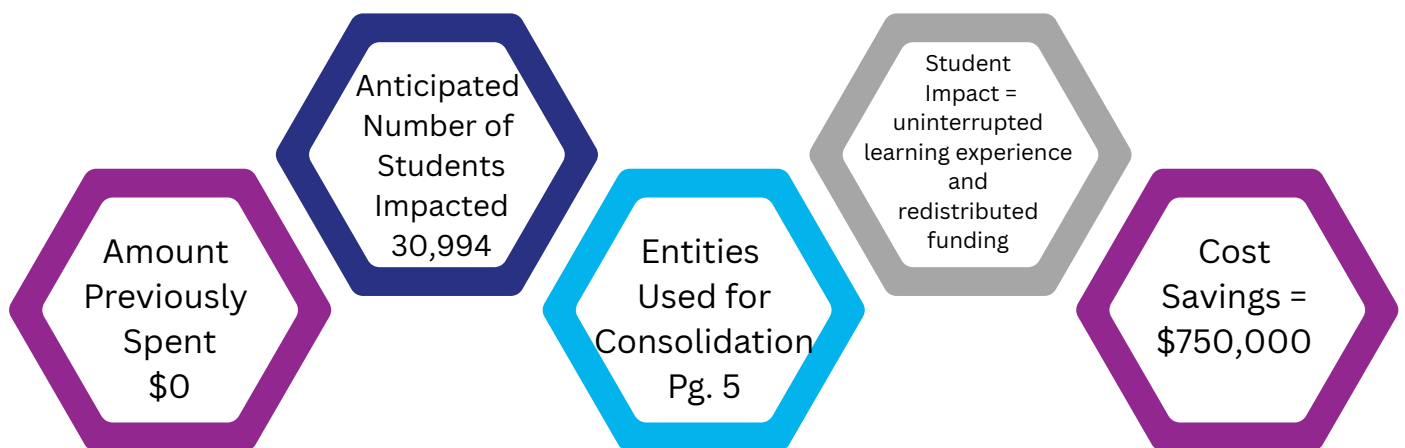 Amount
Previously
Spent
$0
Anticipated
Number of
Students
Impacted
30,994
Entities
Used for
Consolidation
Pg. 5
Student
Impact =
uninterrupted
learning experience
and
redistributed
funding
Cost
Savings =
$750,000